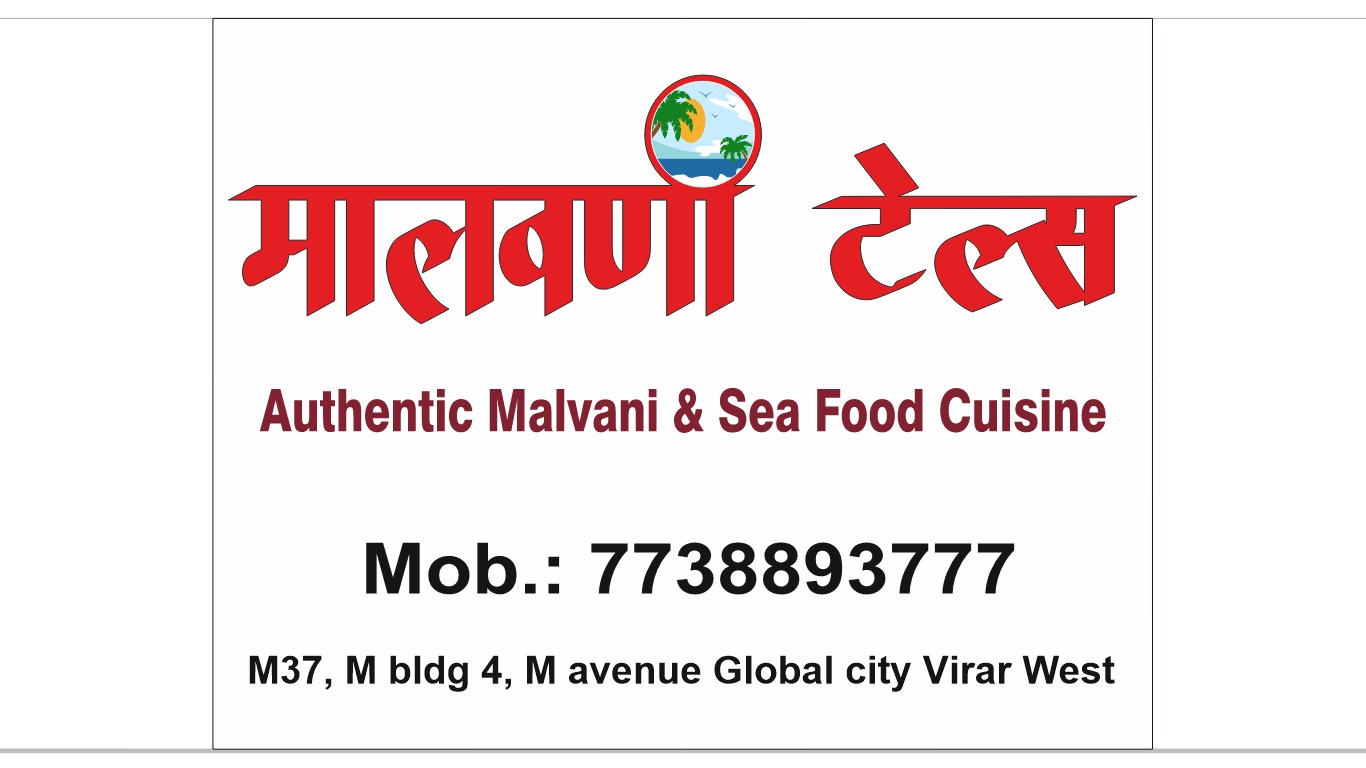 मालवणी टेल्स
Authentic Malvani & Sea Food Cuisine
Mob.: 7738893777
M37, M bldg 4, M avenue Global city Virar West